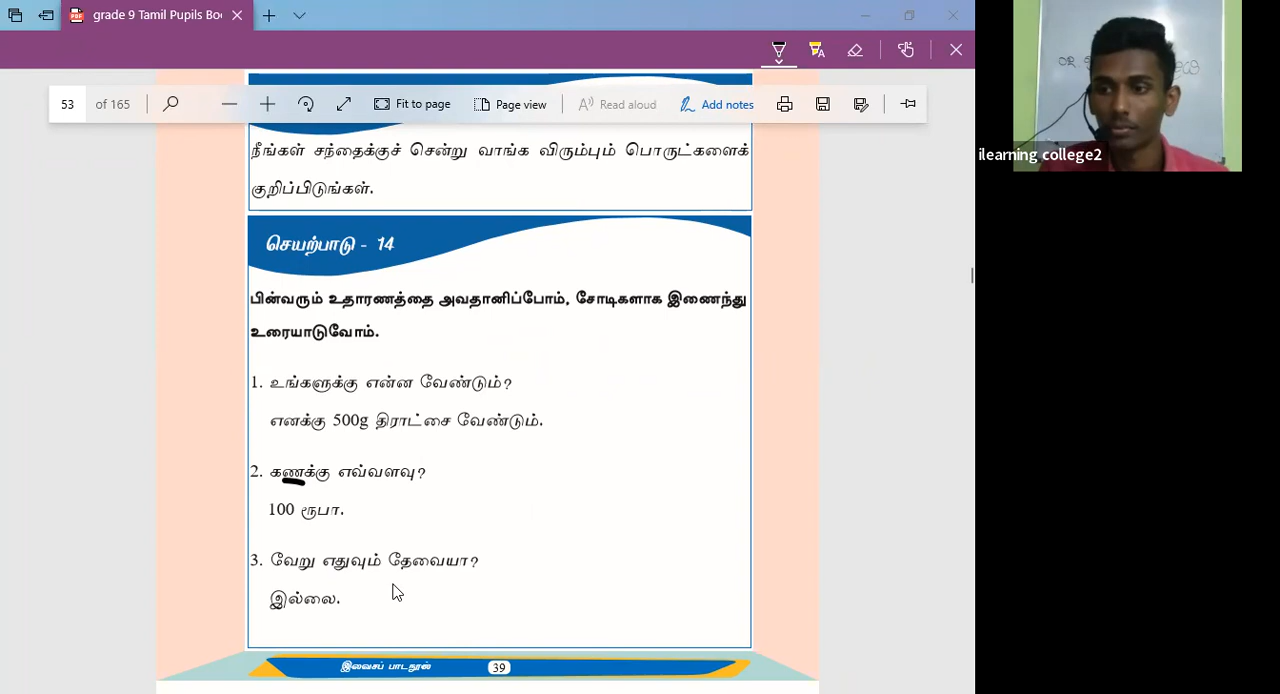 grade 9 Tamil Pupils Boo
53 of 165
Fit to page
Page view
Read aloud
Add notes
நீங்கள் சந்தைக்குச் சென்று வாங்க விரும்பும் பொருட்களைக்
குறிப்பிடுங்கள்.
செயற்பாடு - 14
பின்வரும் உதாரணத்தை அவதானிப்போம், சோடிகளாக இணைந்து
உரையாடுவோம்.
1. உங்களுக்கு என்ன வேண்டும்?
எனக்கு 500g திராட்சை வேண்டும்.
2. கணக்கு எவ்வளவு?
100 ரூபா.
3. வேறு எதுவும் தேவையா?
இல்லை.
இலவசப் பாடநூல்
39
ilearning college2